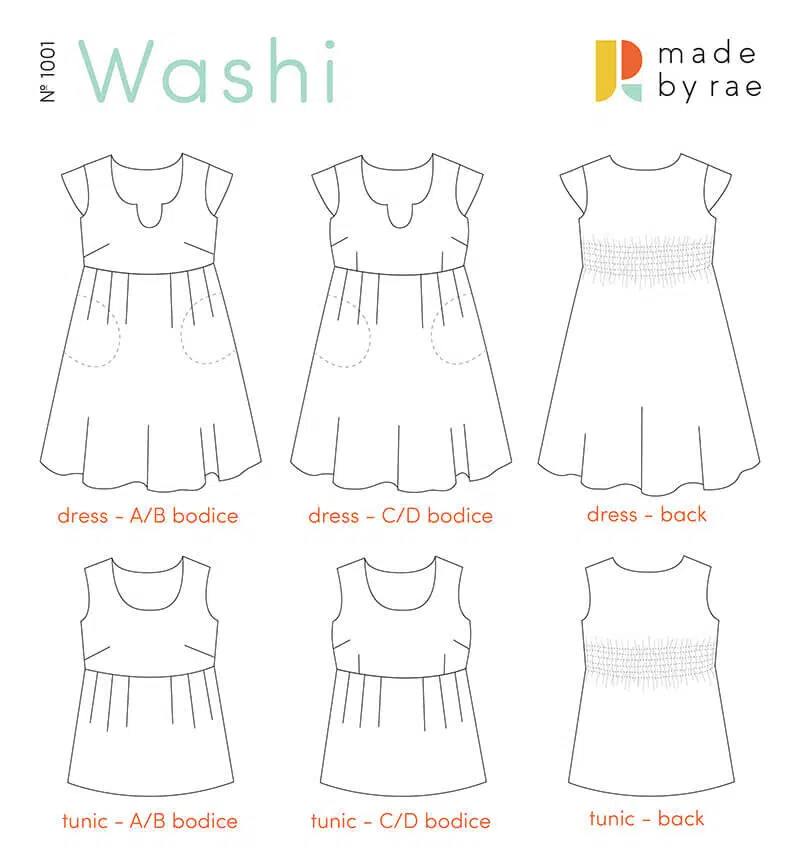 Nº 1001
Washi
made
by rae
dress - A/B bodice
dress - C/D bodice
dress - back
tunic - A/B bodice
tunic - C/D bodice
tunic - back